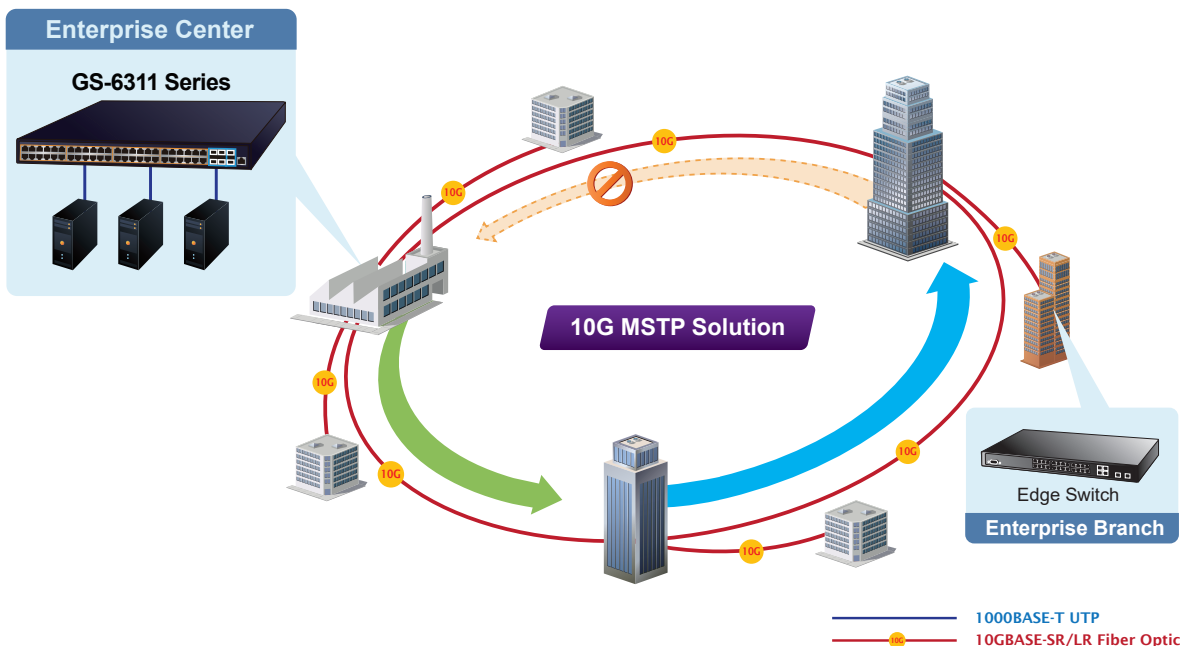 Enterprise Center
GS-6311 Series
10G
10G
10G
10G MSTP Solution
10G
10G
10G
10G
Edge Switch
Enterprise Branch
1000BASE-T UTP
10G
10GBASE-SR/LR Fiber Optic